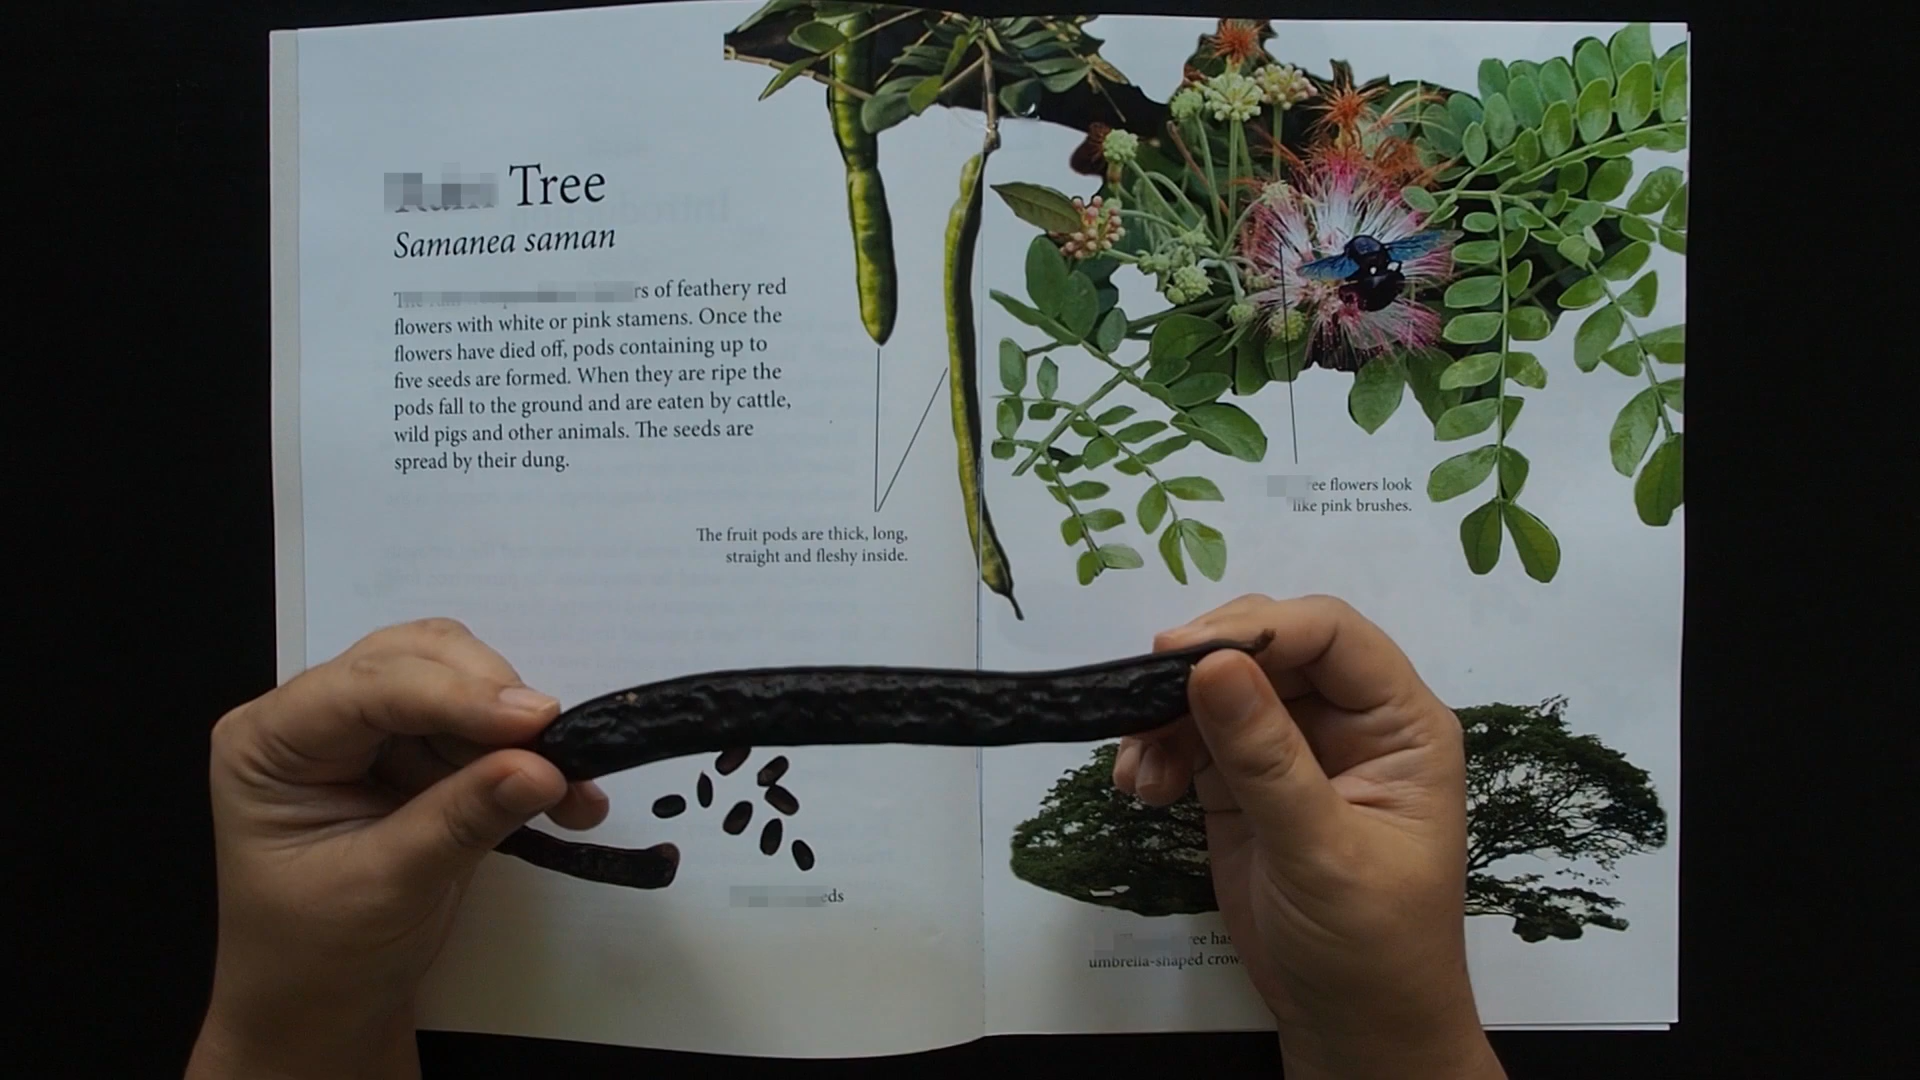 Tree
Samanea saman
rs of feathery red
flowers with white or pink stamens. Once the
flowers have died off, pods containing up to
five seeds are formed. When they are ripe the
pods fall to the ground and are eaten by cattle,
wild pigs and other animals. The seeds are
spread by their dung.
The fruit pods are thick, long,
straight and fleshy inside.
ree flowers look
like pink brushes.
eds
ree has
umbrella-shaped crow